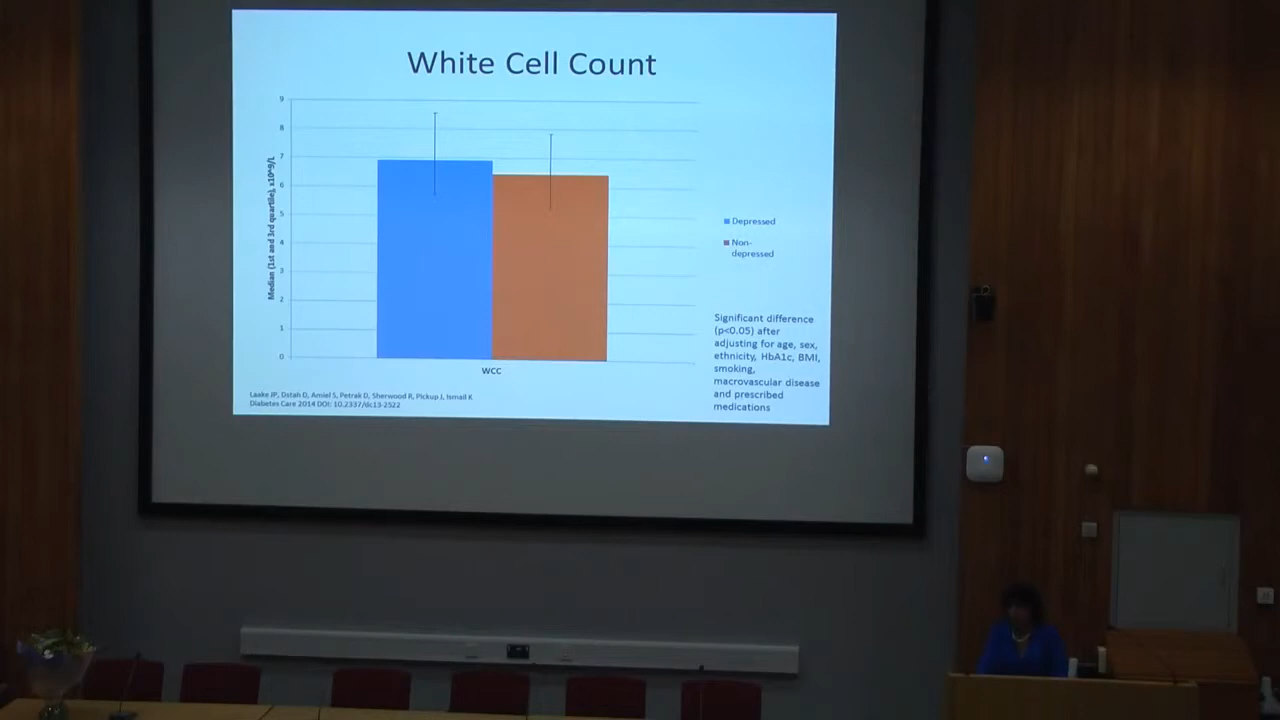 White Cell Count
9
8
7
6
5
4
3
2
1
0
Median (1st and 3rd quartile), x10^9/L
WCC
Depressed
Non-
depressed
Significant difference
(p<0.05) after
adjusting for age, sex,
ethnicity, HbA1c, BMI,
smoking,
macrovascular disease
and prescribed
medications
Laake JP, Dstah D, Amiel S, Petrak D, Sherwood R, Pickup J, Ismail K
Diabetes Care 2014 DOI: 10.2337/dc13-2522